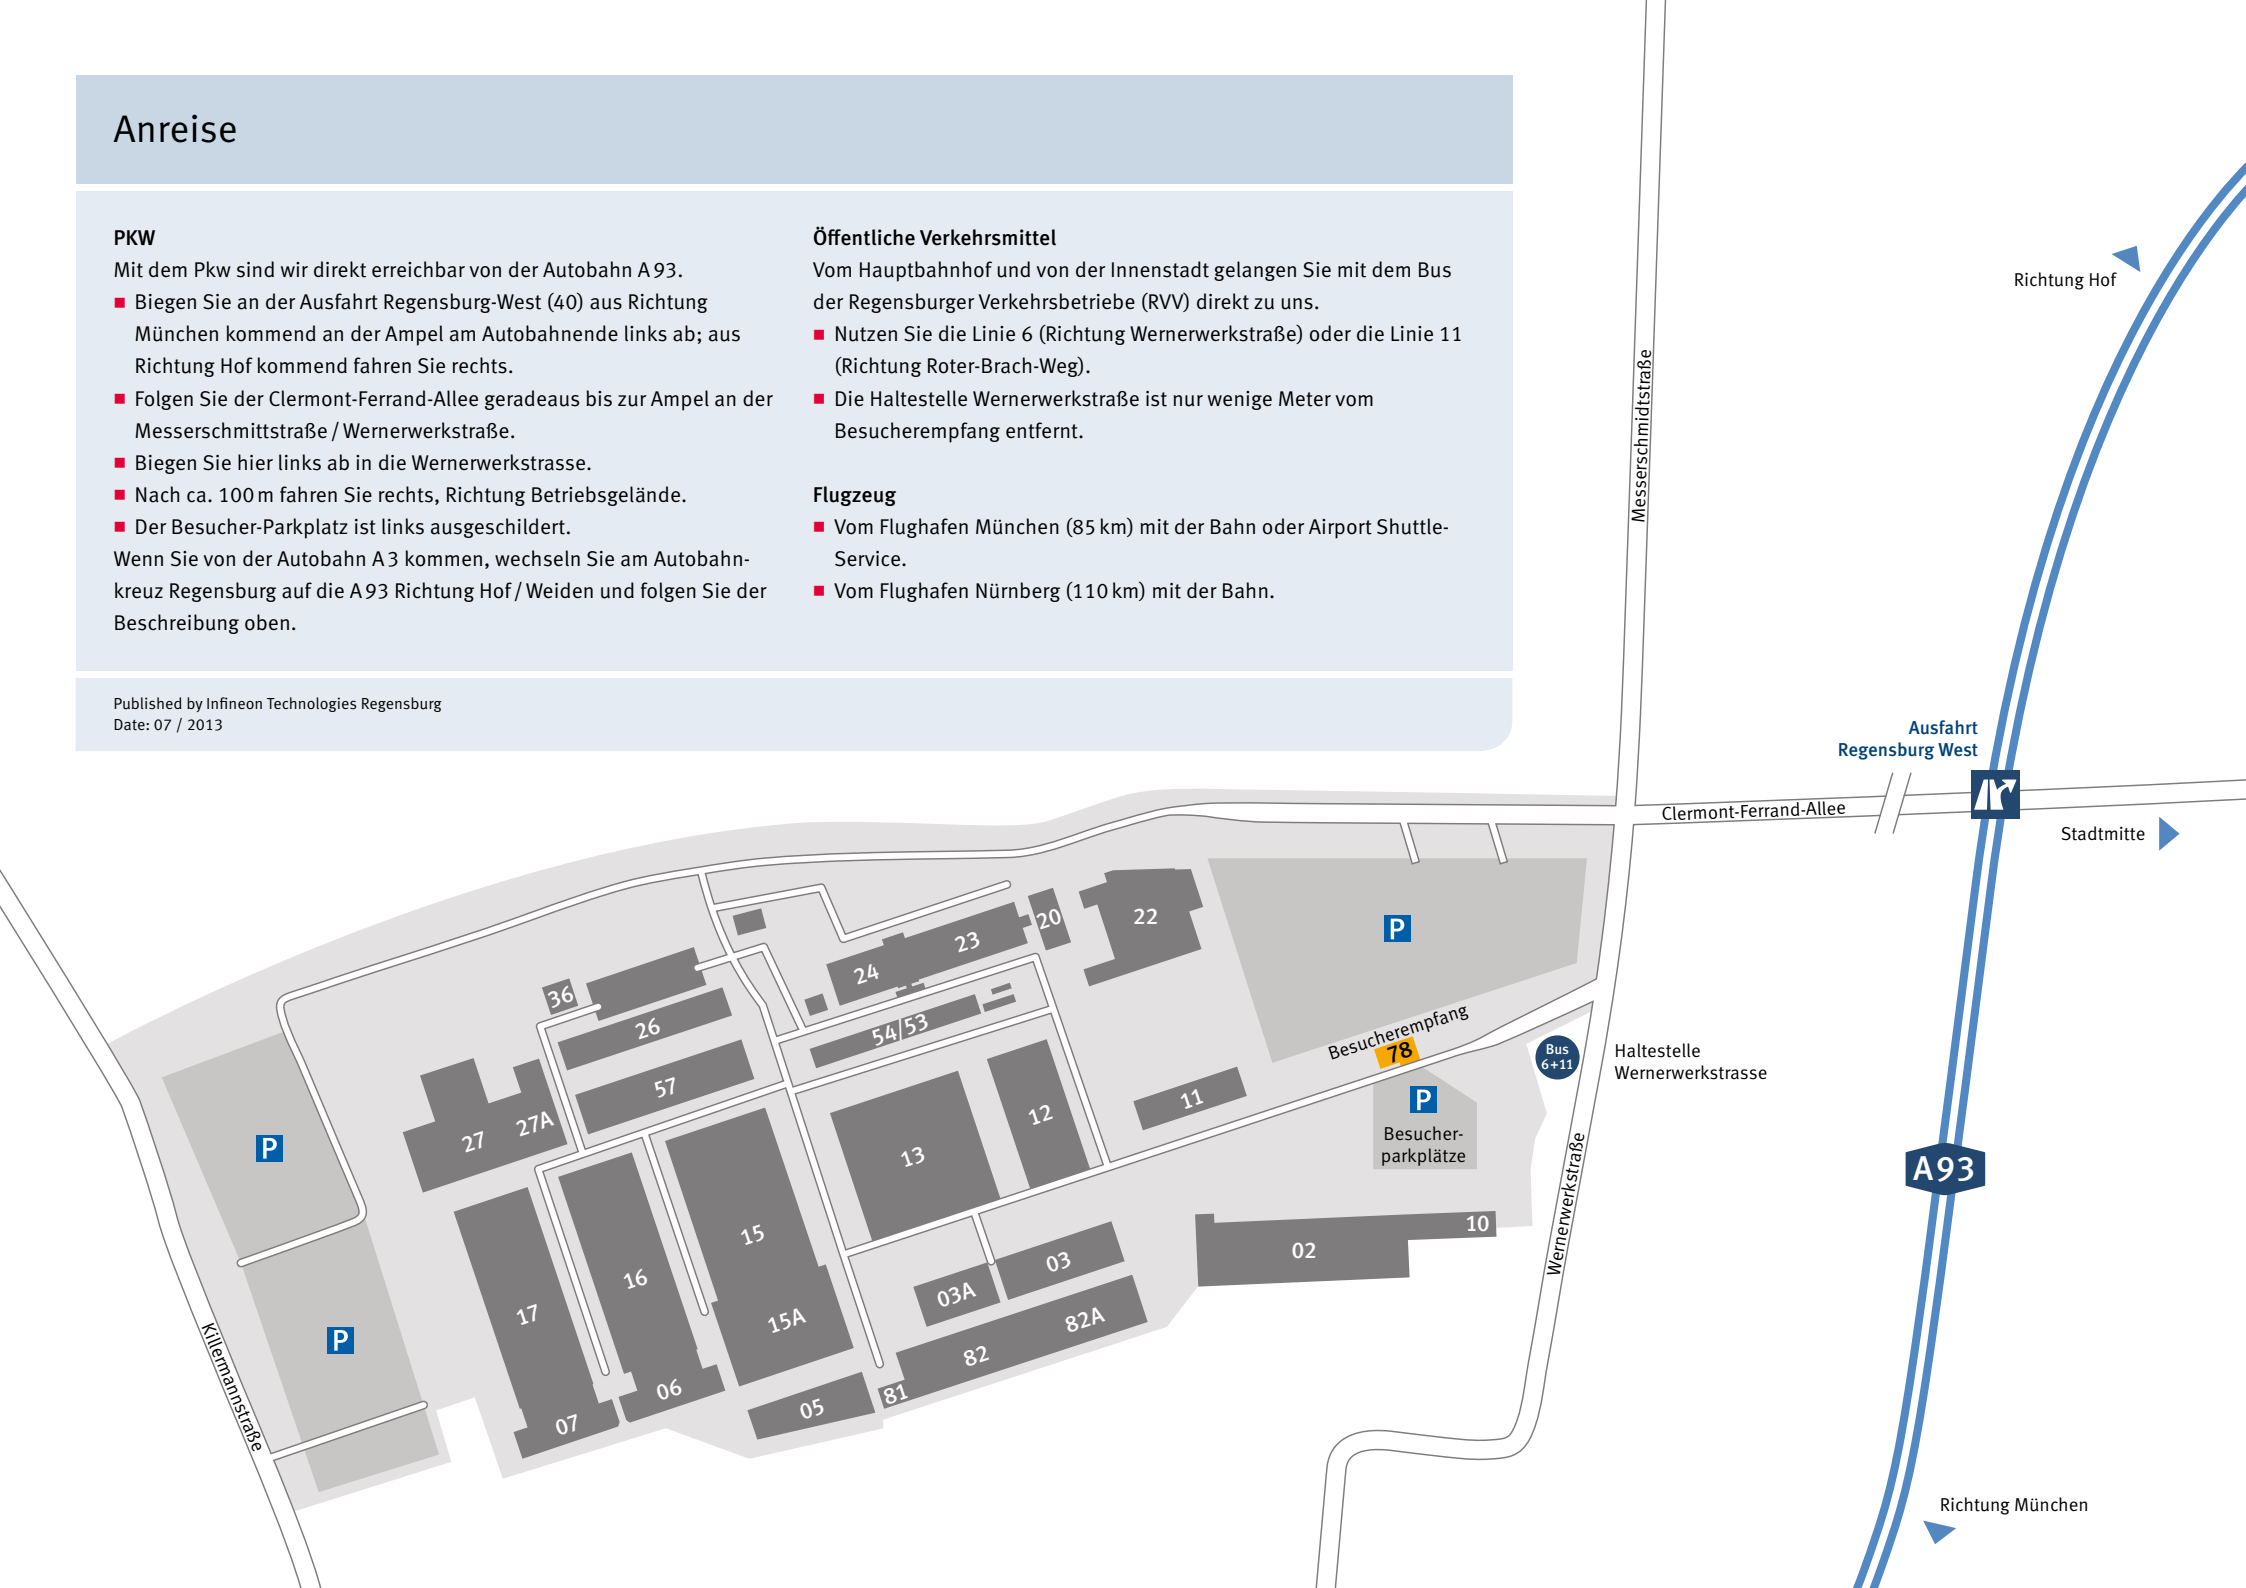 Anreise
PKW
Mit dem Pkw sind wir direkt erreichbar von der Autobahn A 93.
Biegen Sie an der Ausfahrt Regensburg-West (40) aus Richtung
München kommend an der Ampel am Autobahnende links ab; aus
Richtung Hof kommend fahren Sie rechts.
Folgen Sie der Clermont-Ferrand-Allee geradeaus bis zur Ampel an der
Messerschmittstraße / Wernerwerkstraße.
Biegen Sie hier links ab in die Wernerwerkstrasse.
Nach ca. 100 m fahren Sie rechts, Richtung Betriebsgelände.
Der Besucher-Parkplatz ist links ausgeschildert.
Wenn Sie von der Autobahn A 3 kommen, wechseln Sie am Autobahn-
kreuz Regensburg auf die A 93 Richtung Hof / Weiden und folgen Sie der
Beschreibung oben.
Öffentliche Verkehrsmittel
Vom Hauptbahnhof und von der Innenstadt gelangen Sie mit dem Bus
der Regensburger Verkehrsbetriebe (RVV) direkt zu uns.
Nutzen Sie die Linie 6 (Richtung Wernerwerkstraße) oder die Linie 11
(Richtung Roter-Brach-Weg).
Die Haltestelle Wernerwerkstraße ist nur wenige Meter vom
Besucherempfang entfernt.
Flugzeug
Vom Flughafen München (85 km) mit der Bahn oder Airport Shuttle-
Service.
Vom Flughafen Nürnberg (110 km) mit der Bahn.
Published by Infineon Technologies Regensburg
Date: 07 / 2013
Richtung Hof
Messerschmidtstraße
Ausfahrt
Regensburg West
Clermont-Ferrand-Allee
Stadtmitte
22
20
23
24
P
36
26
54/53
57
Besucherempfang
78
Bus
6+11
Haltestelle
Wernerwerkstrasse
P
Besucher-
parkplätze
11
12
13
27
27A
P
A93
Wernerwerkstraße
10
02
15
16
17
15A
03
03A
82A
82
81
05
06
07
P
Killermannstraße
Richtung München